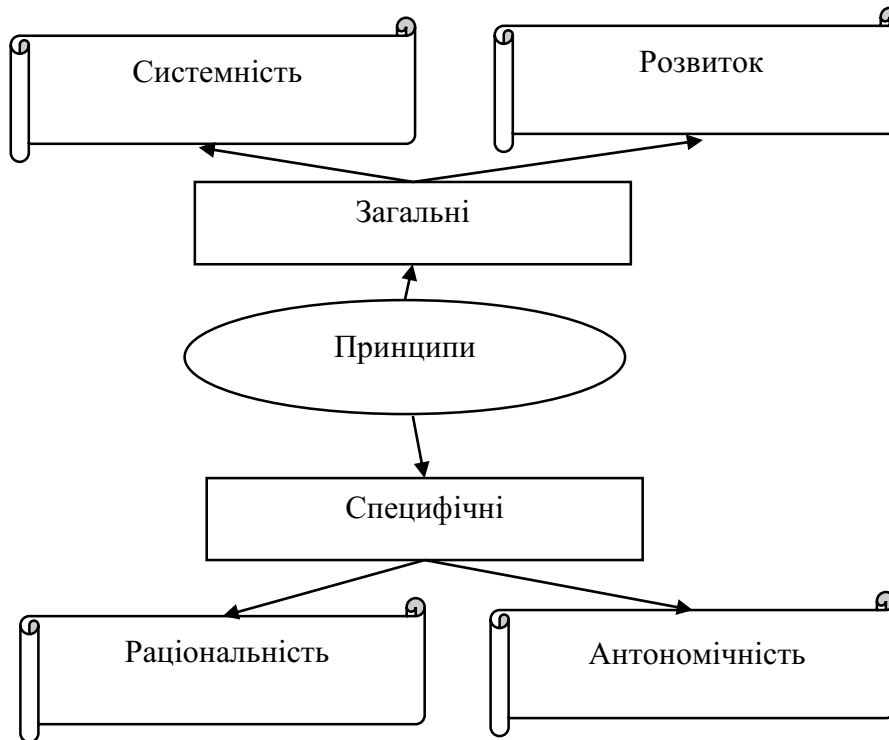 Системність
Розвиток
Загальні
Принципи
Специфічні
Раціональність
Антономічність